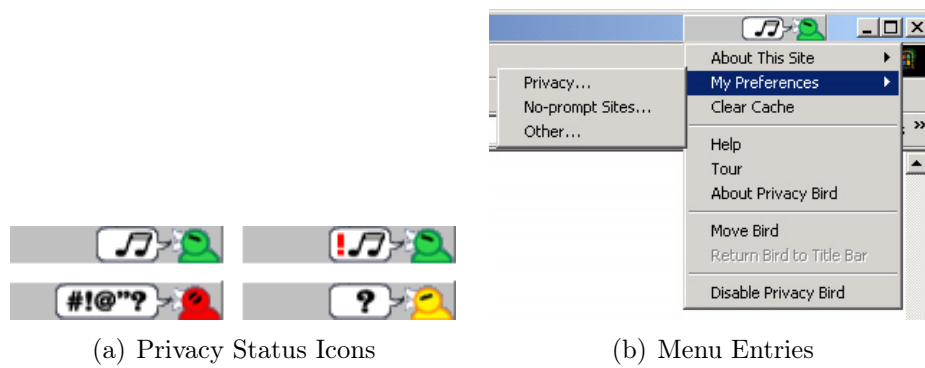 !
#!@"?
?
(a) Privacy Status Icons
About This Site
My Preferences
Clear Cache
Privacy...
No-prompt Sites...
Other...
Help
Tour
About Privacy Bird
Move Bird
Return Bird to Title Bar
Disable Privacy Bird
(b) Menu Entries